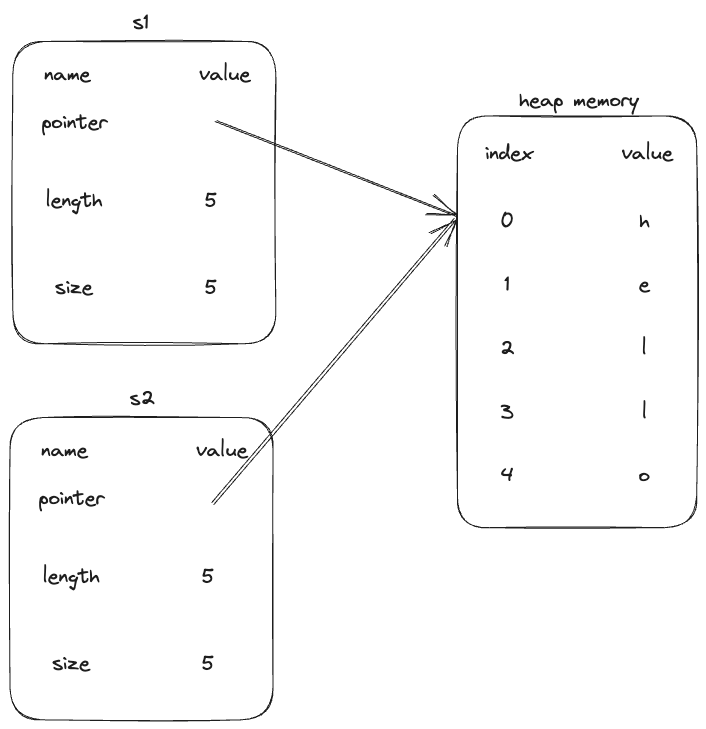 s1
name value
pointer
length 5
size 5
s2
name value
pointer
length 5
size 5
heap memory
index value
0 h
1 e
2 l
3 l
4 o